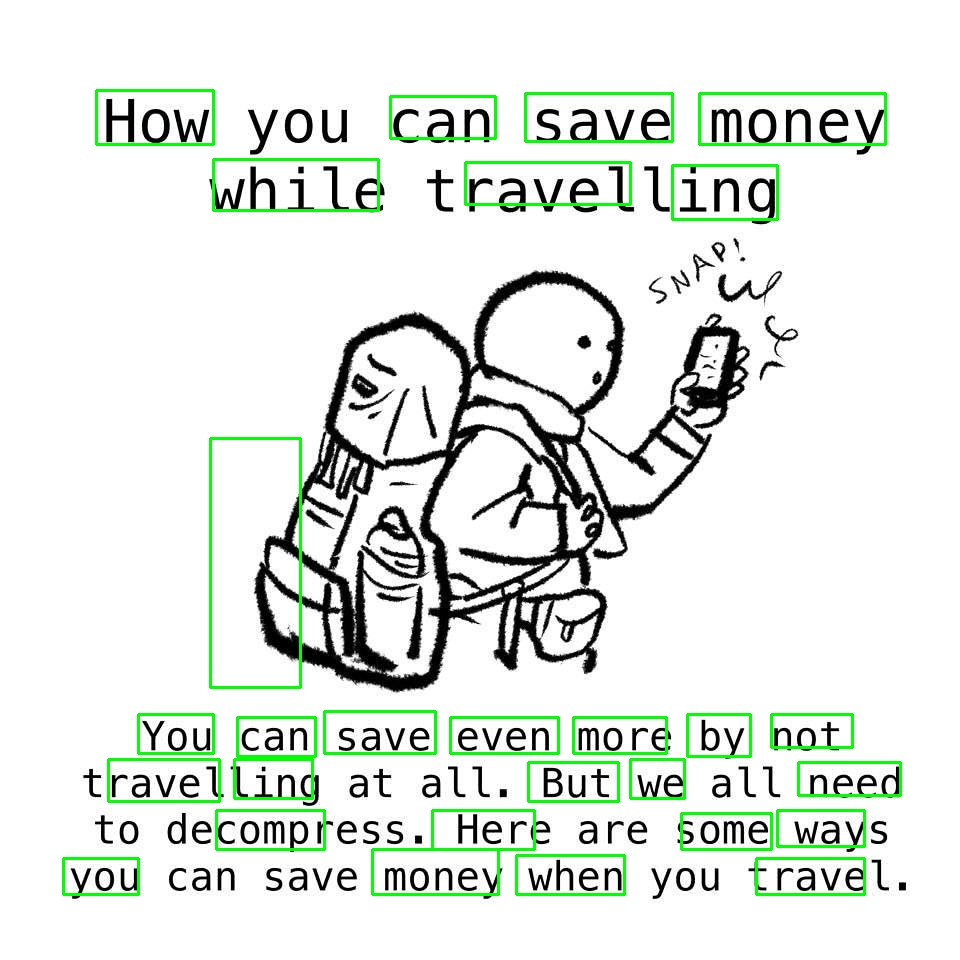 How you can save money
while travelling
SNAP!
You can save even more by not
travelling at all. But we all need
to decompress. Here are some ways
you can save money when you travel.